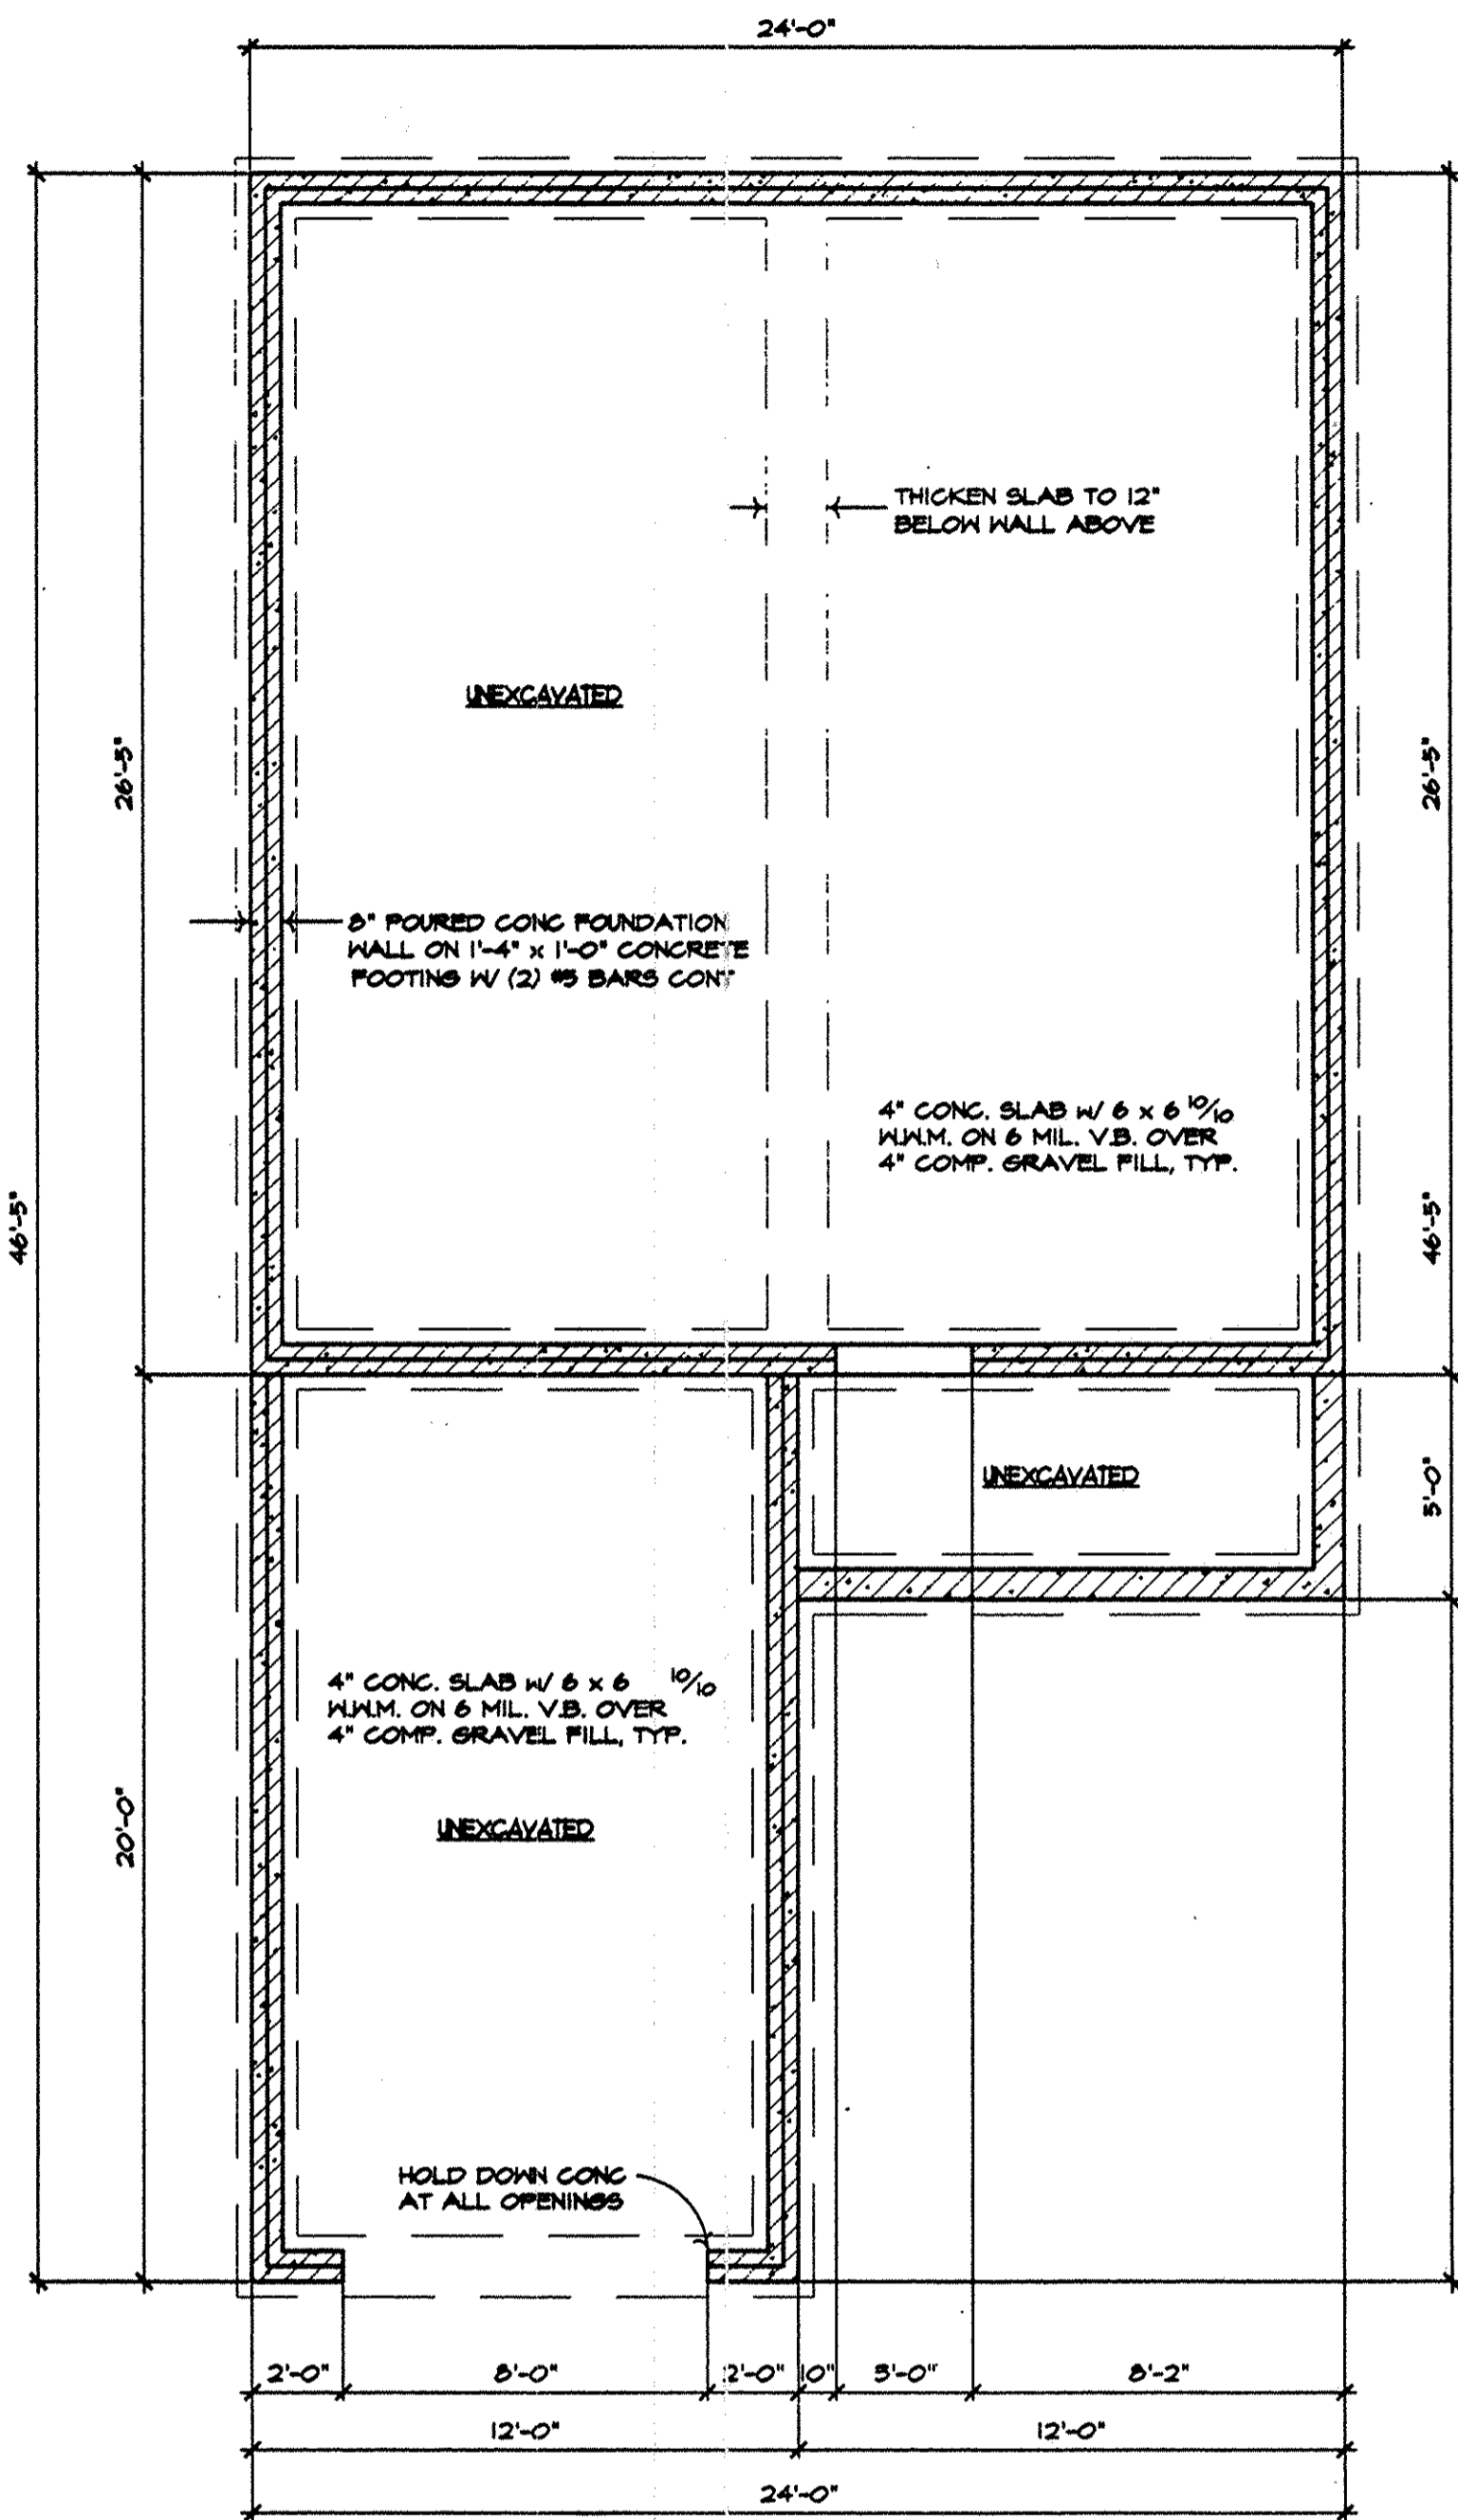 24'-0"
THICKEN SLAB TO 12"
BELOW WALL ABOVE
UNEXCAVATED
26'-5"
26'-5"
8" POURED CONC FOUNDATION
WALL ON 1'-4" x 1'-0" CONCRETE
FOOTING W/ (2) #5 BARS CONT
4" CONC. SLAB W/ 6 x 6 10/10
W.W.M. ON 6 MIL. V.B. OVER
4" COMP. GRAVEL FILL, TYP.
46'-5"
46'-5"
UNEXCAVATED
5'-0"
4" CONC. SLAB W/ 6 x 6 10/10
W.W.M. ON 6 MIL. V.B. OVER
4" COMP. GRAVEL FILL, TYP.
UNEXCAVATED
20'-0"
HOLD DOWN CONC
AT ALL OPENINGS
2'-0" 8'-0" 2'-0" 10" 3'-0" 8'-2"
12'-0" 12'-0"
24'-0"